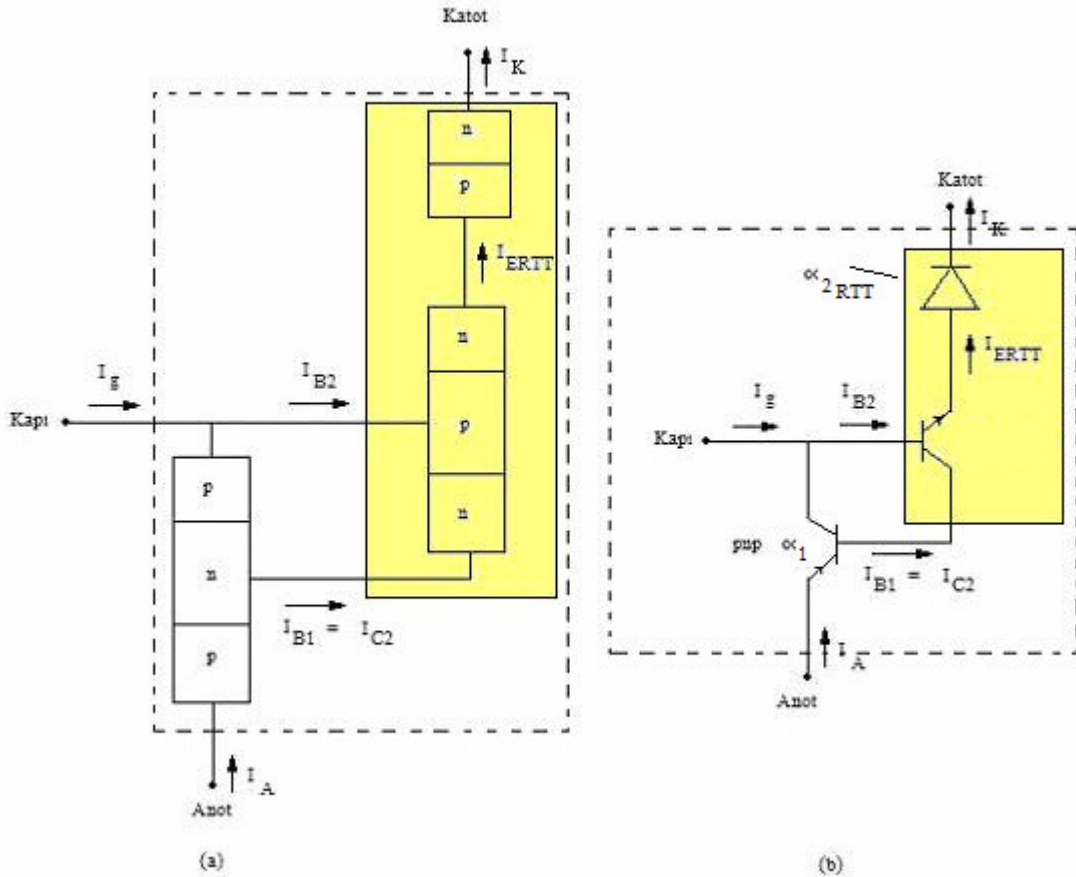 Katot
I K
n
p
I ERTT
n
I g
I B2
Kapı
p
p
n
n
I B1 = I C2
p
I A
Anot
(a)
Katot
I K
∝ 2 RTT
I ERTT
I g
I B2
Kapı
pnp ∝ 1
I B1 = I C2
I A
Anot
(b)